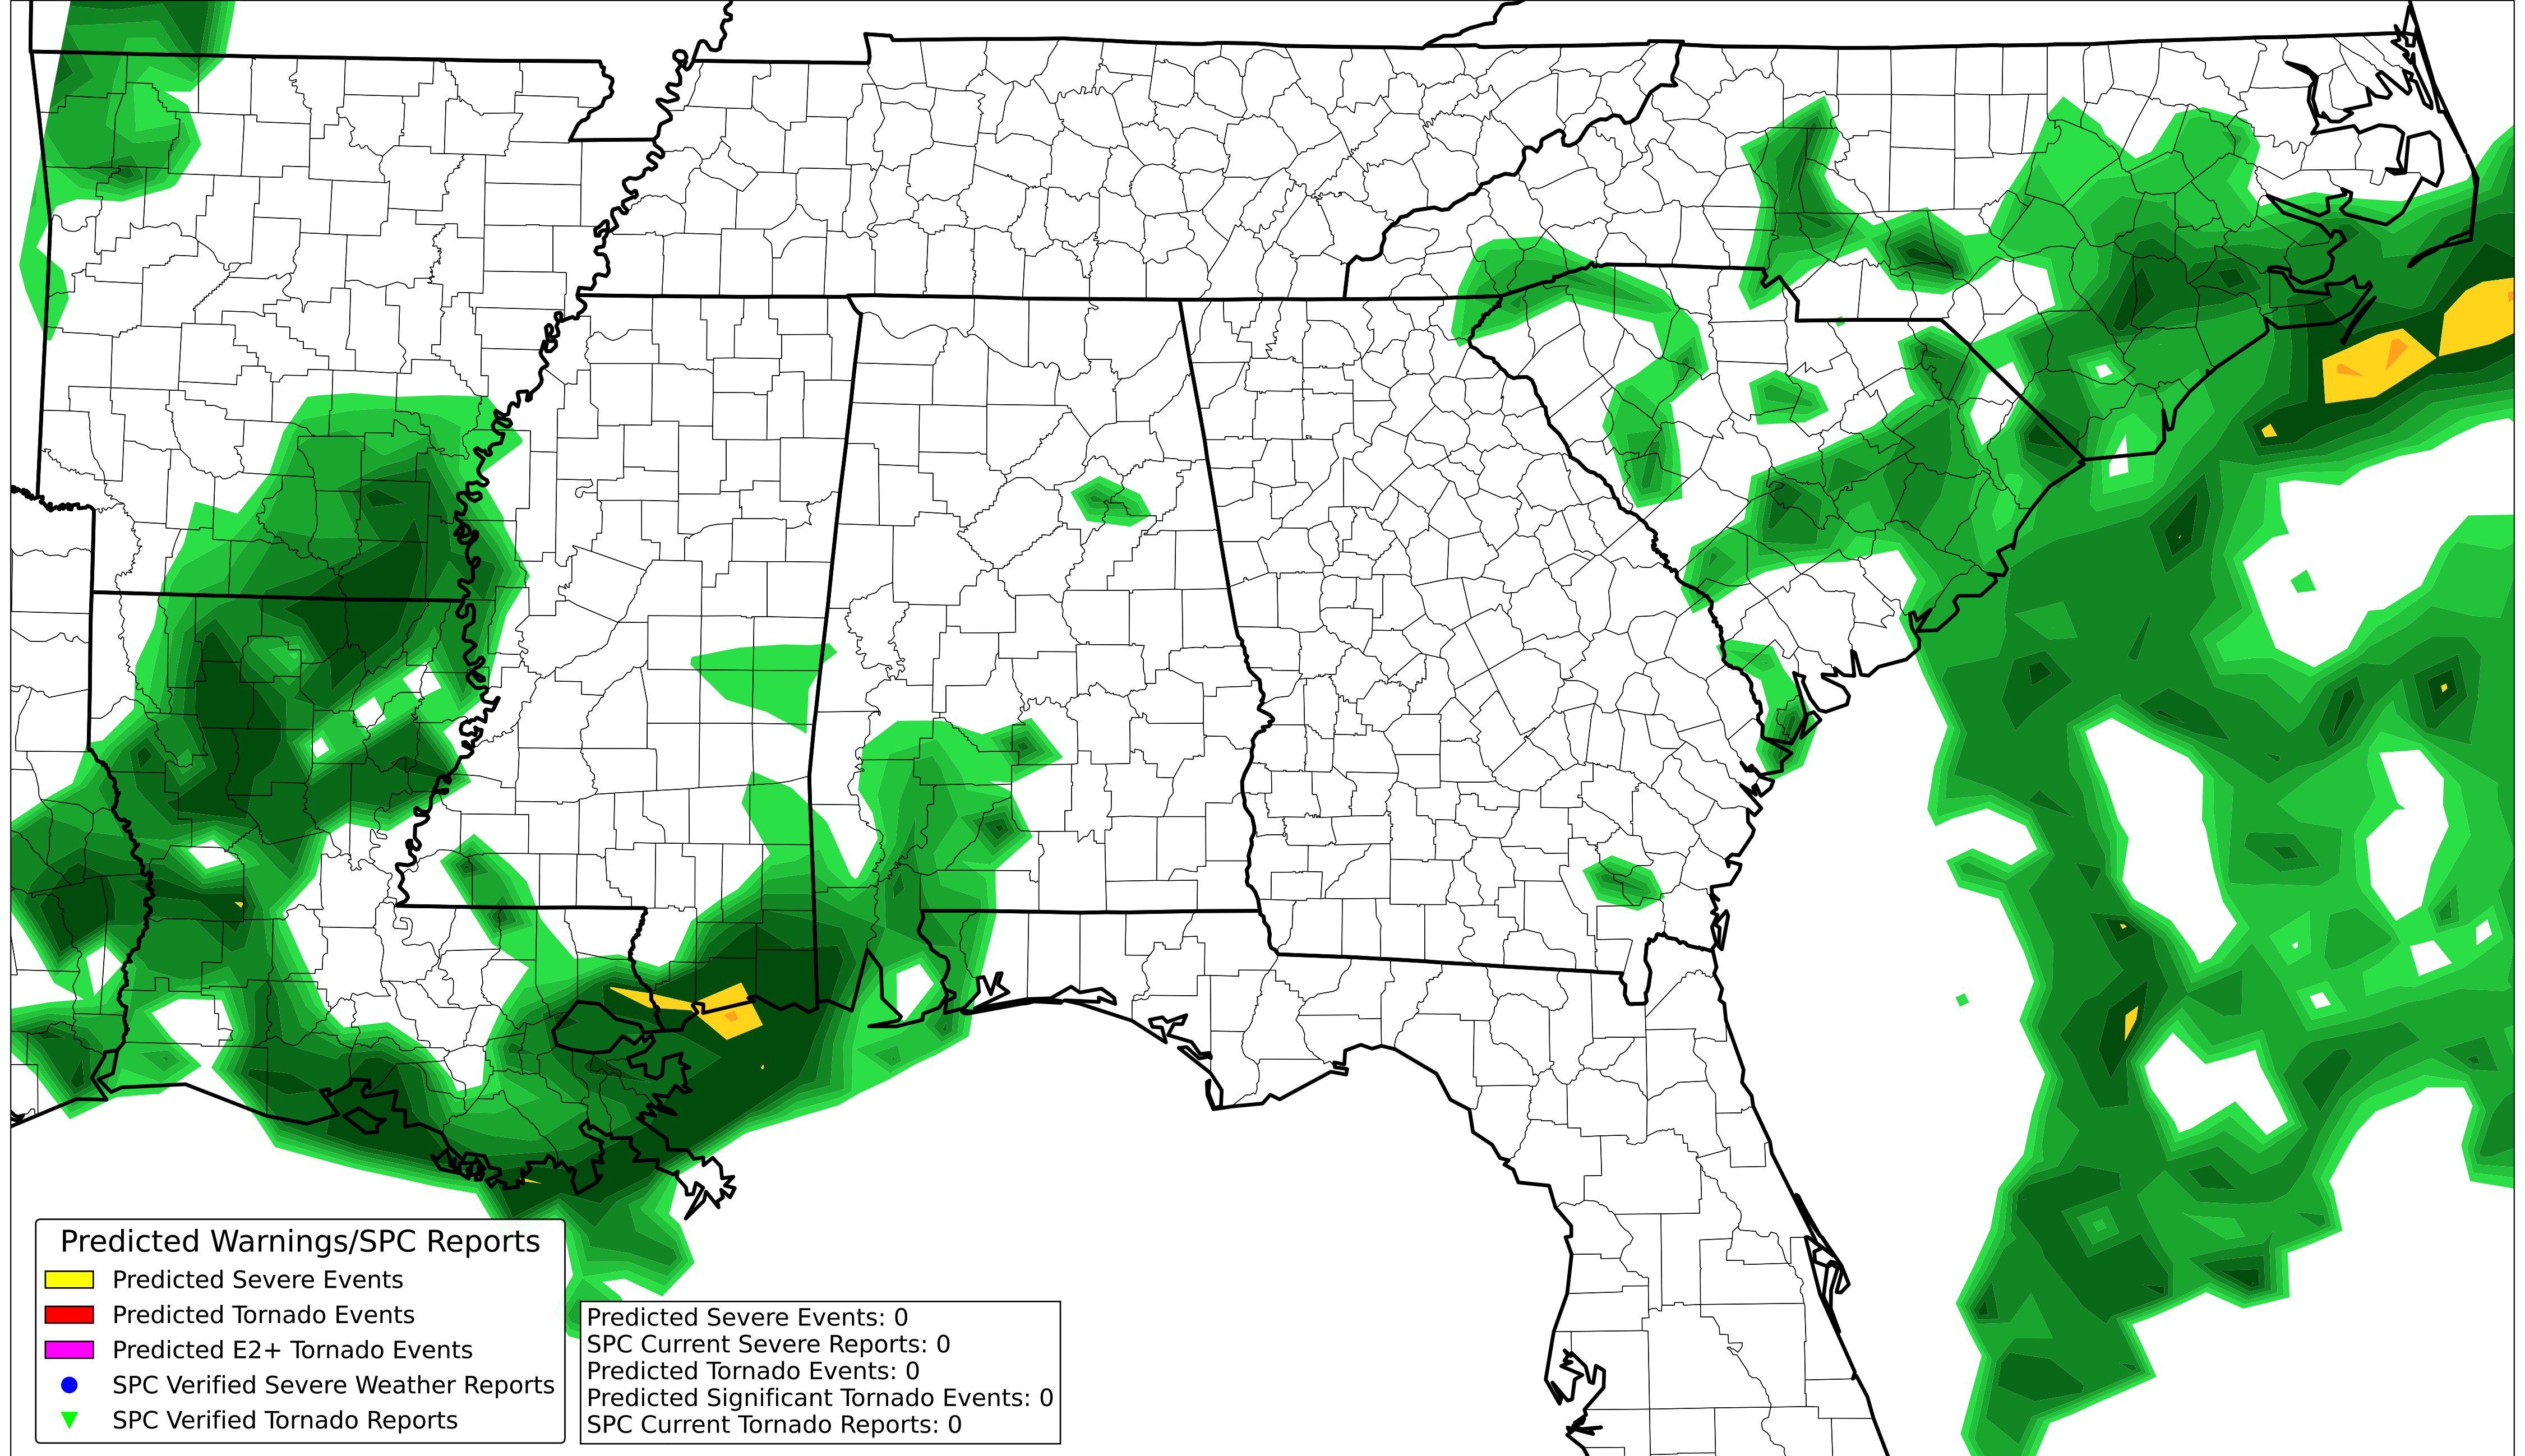 Predicted Warnings/SPC Reports
Predicted Severe Events
Predicted Tornado Events
Predicted E2+ Tornado Events
SPC Verified Severe Weather Reports
SPC Verified Tornado Reports
Predicted Severe Events: 0
SPC Current Severe Reports: 0
Predicted Tornado Events: 0
Predicted Significant Tornado Events: 0
SPC Current Tornado Reports: 0